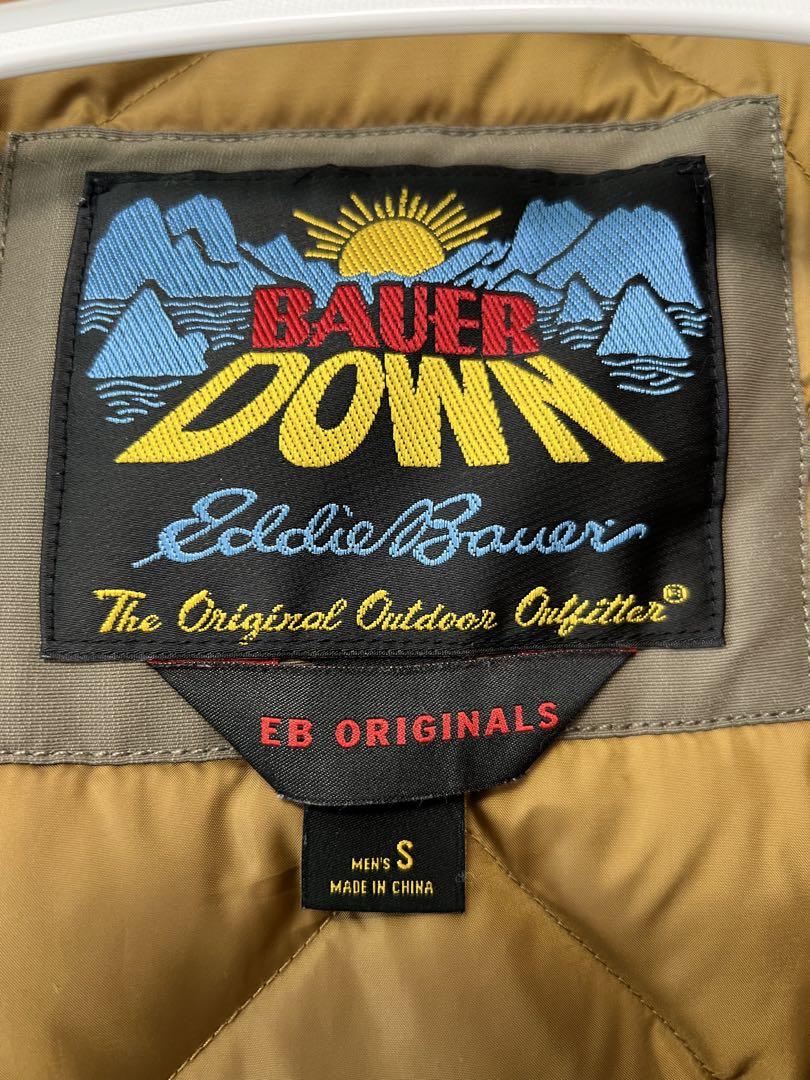 BAUER
DOWN
Eddie Bauer
The Original Outdoor Outfitter®
EB ORIGINALS
MEN'S S
MADE IN CHINA